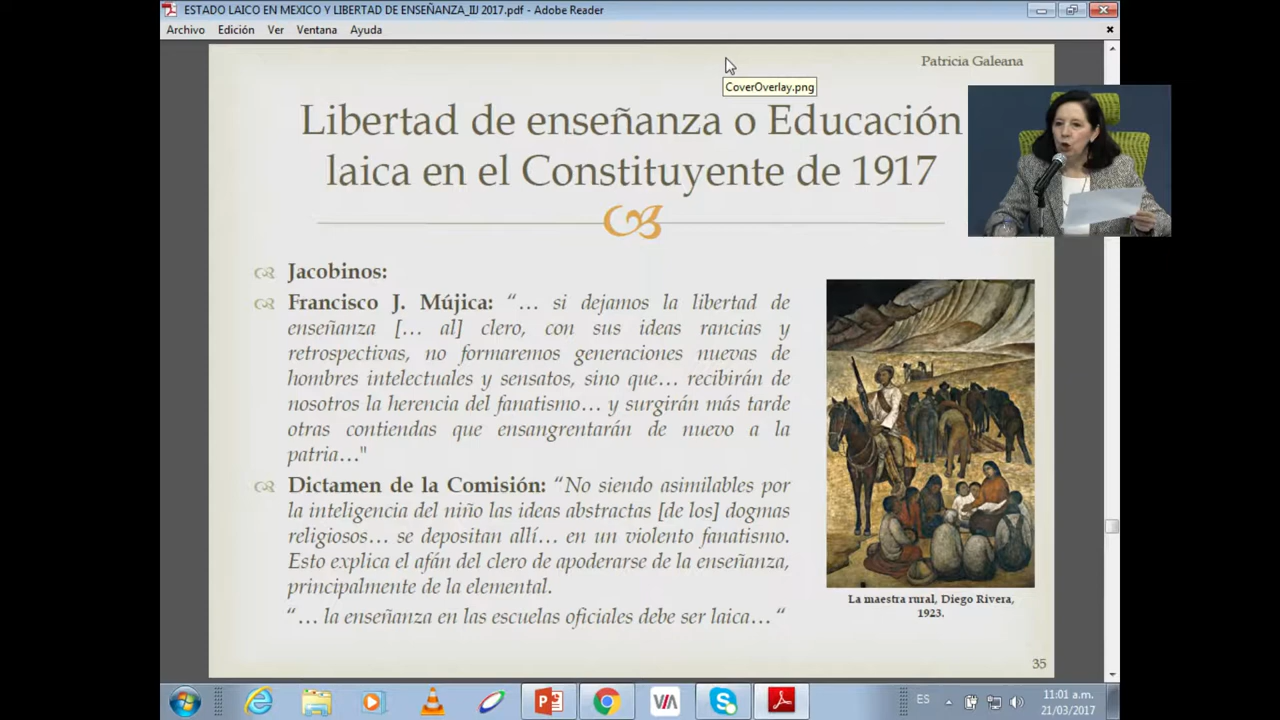 ESTADO LAICO EN MEXICO Y LIBERTAD DE ENSEÑANZA_IIJ 2017.pdf - Adobe Reader
Archivo Edición Ver Ventana Ayuda
Patricia Galeana
CoverOverlay.png
Libertad de enseñanza o Educación
laica en el Constituyente de 1917
Jacobinos:
Francisco J. Mújica: “… si dejamos la libertad de
enseñanza [… al] clero, con sus ideas rancias y
retrospectivas, no formaremos generaciones nuevas de
hombres intelectuales y sensatos, sino que… recibirán de
nosotros la herencia del fanatismo… y surgirán más tarde
otras contiendas que ensangrentarán de nuevo a la
patria…"
Dictamen de la Comisión: “No siendo asimilables por
la inteligencia del niño las ideas abstractas [de los] dogmas
religiosos… se depositan allí… en un violento fanatismo.
Esto explica el afán del clero de apoderarse de la enseñanza,
principalmente de la elemental.
“… la enseñanza en las escuelas oficiales debe ser laica… “
La maestra rural, Diego Rivera,
1923.
35
VIA
ES
11:01 a.m.
21/03/2017